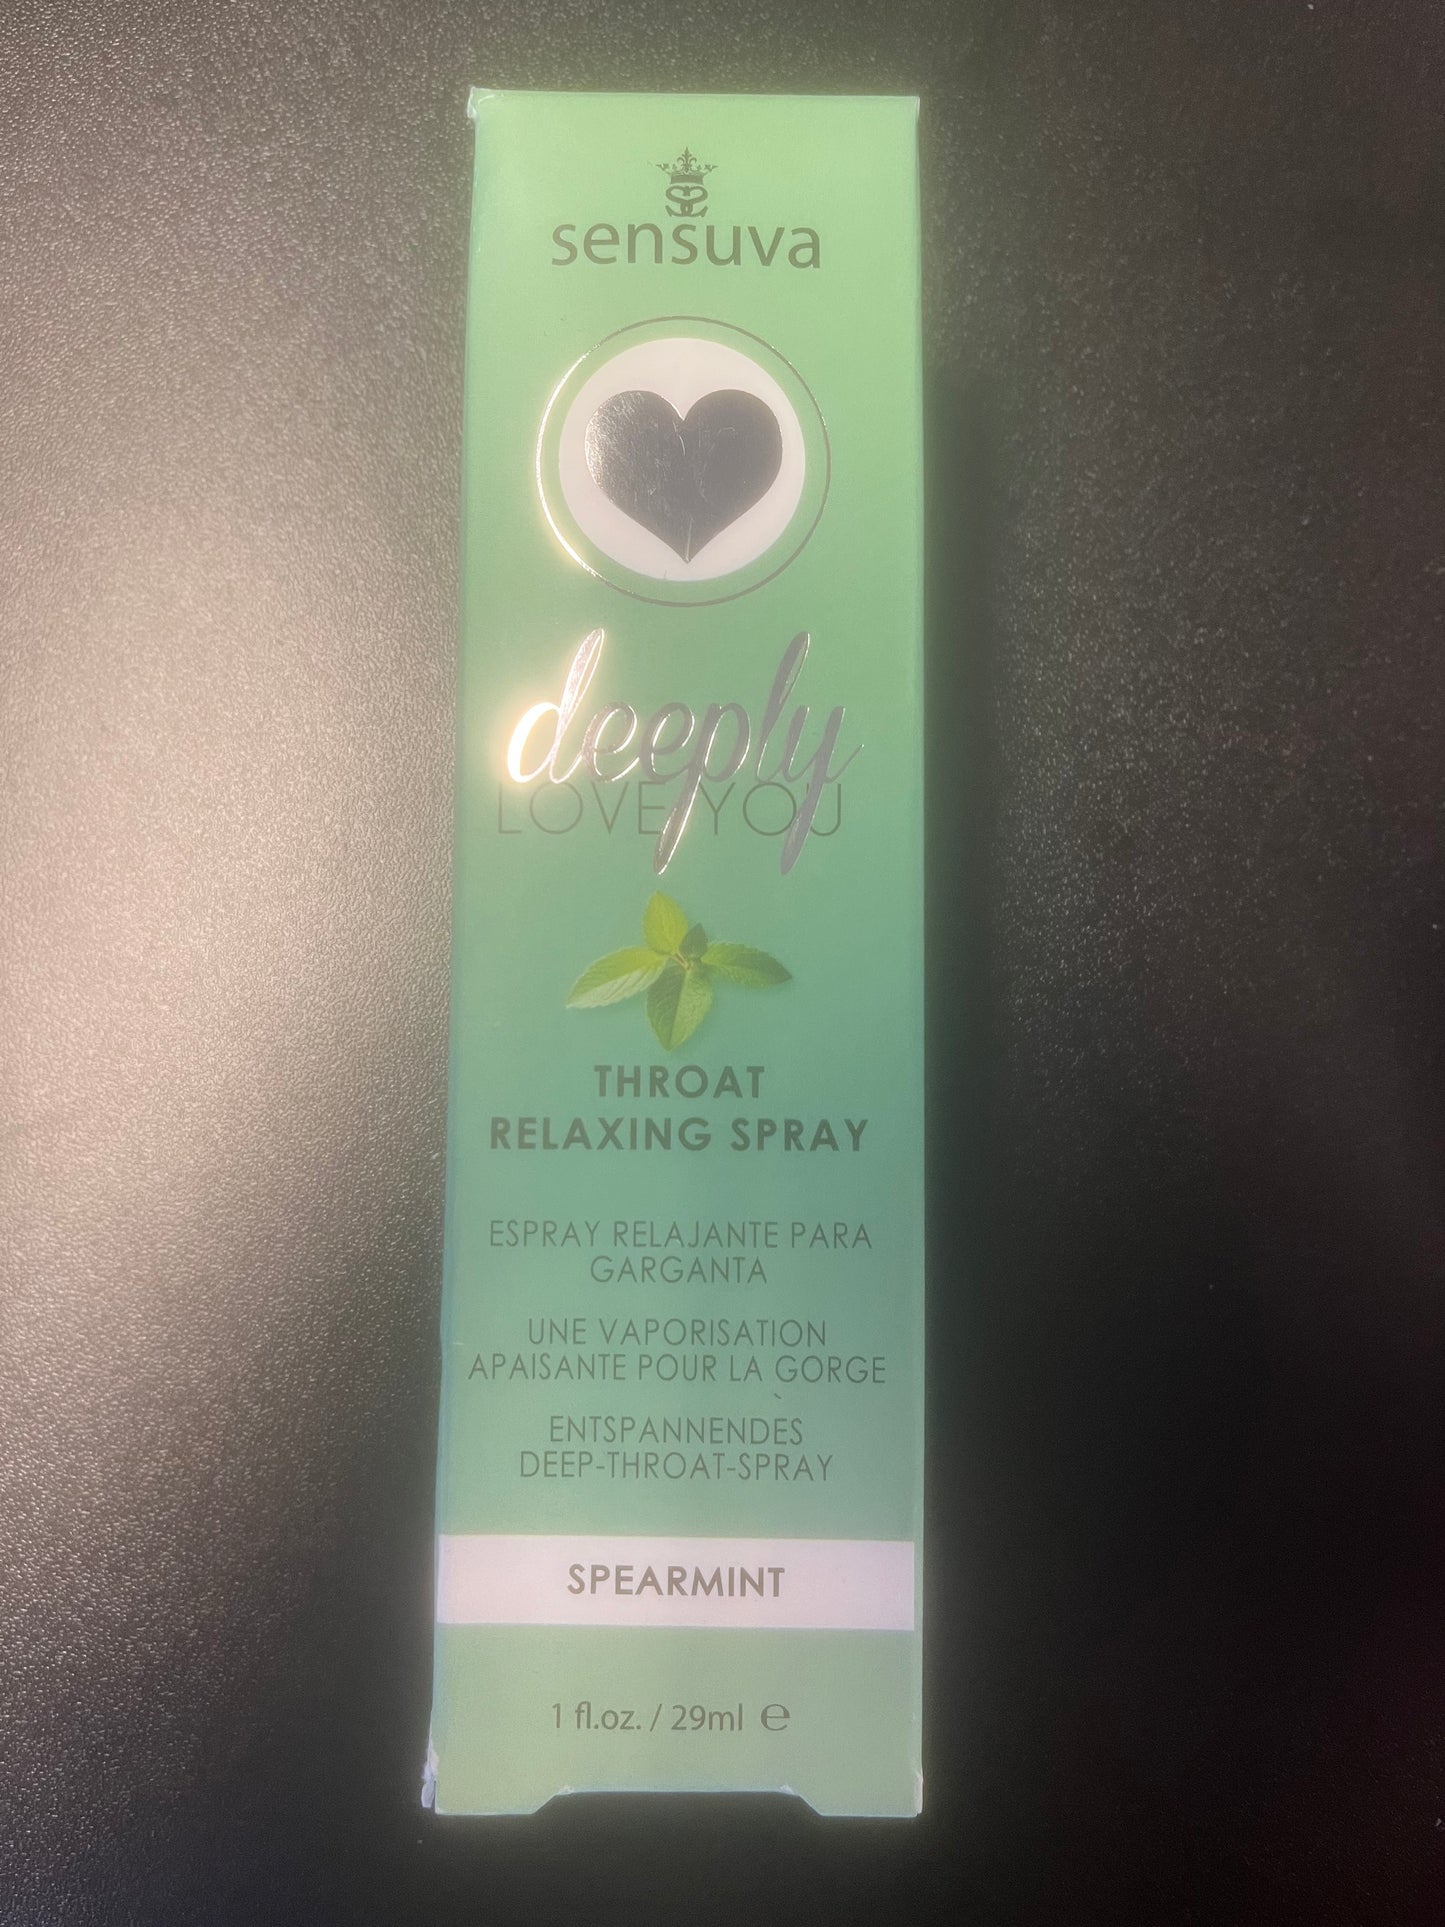 sensuva
deeply
LOVE YOU
THROAT
RELAXING SPRAY
ESPRAY RELAJANTE PARA
GARGANTA
UNE VAPORISATION
APAISANTE POUR LA GORGE
ENTSPANNENDES
DEEP-THROAT-SPRAY
SPEARMINT
1 fl.oz. / 29ml ℮